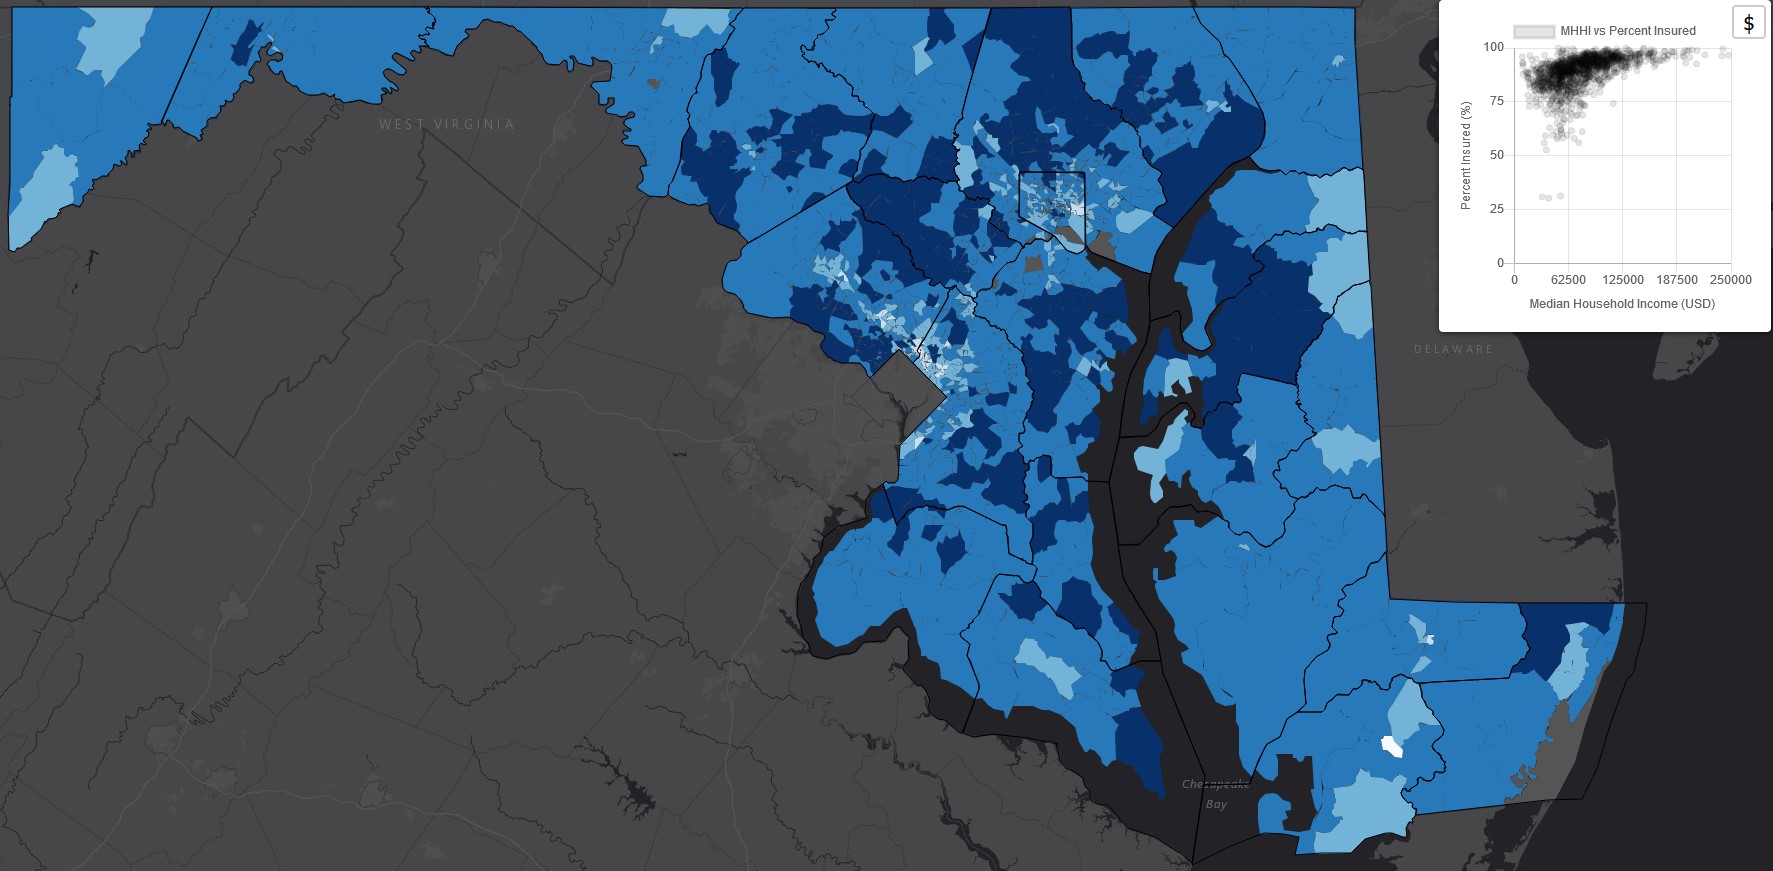 $
MHHI vs Percent Insured
100
75
50
25
0
Percent Insured (%)
0 62500 125000 187500 250000
Median Household Income (USD)
WEST VIRGINIA
DELAWARE
Chesapeake
Bay